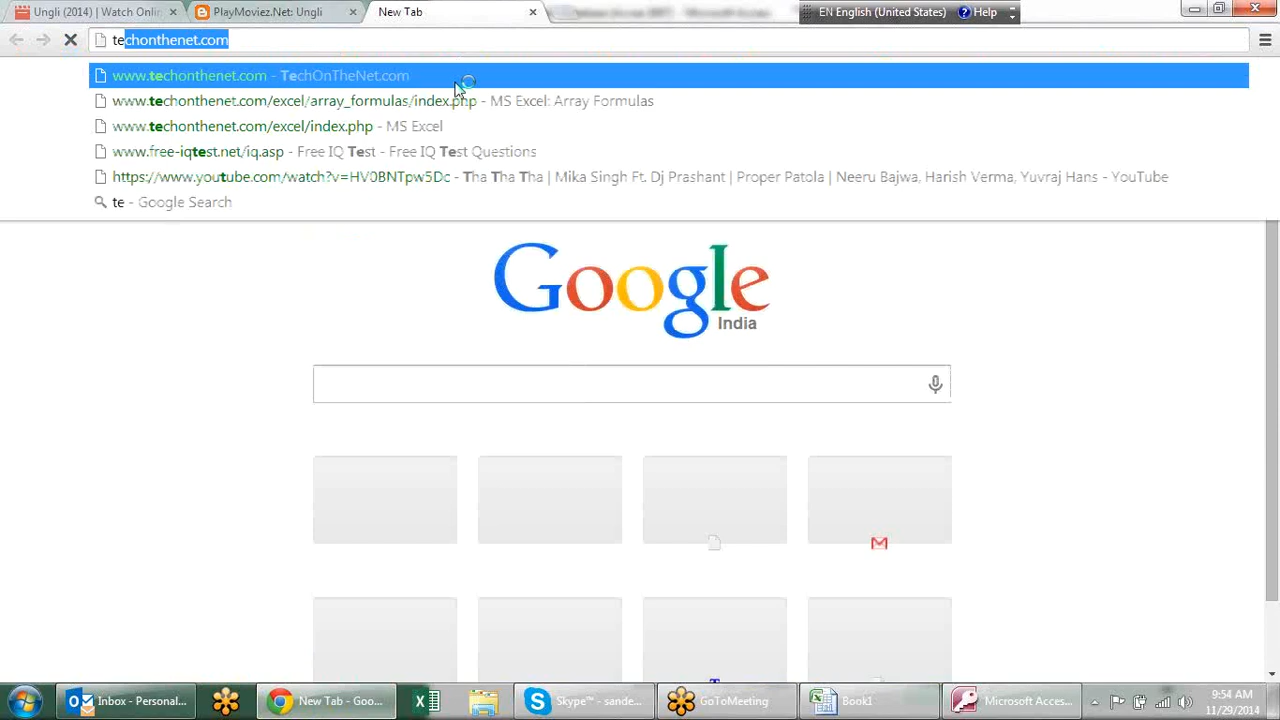 Ungli (2014) | Watch Onlin
PlayMoviez.Net: Ungli
New Tab
EN English (United States)
Help
techonthenet.com
www.techonthenet.com - TechOnTheNet.com
www.techonthenet.com/excel/array_formulas/index.php - MS Excel: Array Formulas
www.techonthenet.com/excel/index.php - MS Excel
www.free-iqtest.net/iq.asp - Free IQ Test - Free IQ Test Questions
https://www.youtube.com/watch?v=HV0BNTpw5Dc - Tha Tha Tha | Mika Singh Ft. Dj Prashant | Proper Patola | Neeru Bajwa, Harish Verma, Yuvraj Hans - YouTube
te - Google Search
Google
India
Inbox - Personal...
New Tab - Goo...
Skype™ - sande...
GoToMeeting
Book1
Microsoft Acces...
9:54 AM
11/29/2014